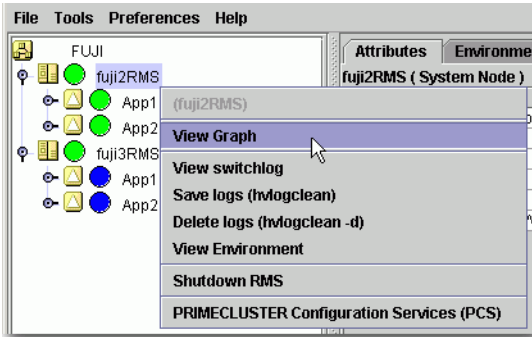 File Tools Preferences Help
FUJI
fuji2RMS
App1
App2
fuji3RMS
App1
App2
Attributes Environme
fuji2RMS ( System Node )
(fuji2RMS)
View Graph
View switchlog
Save logs (hvlogclean)
Delete logs (hvlogclean -d)
View Environment
Shutdown RMS
PRIMECLUSTER Configuration Services (PCS)